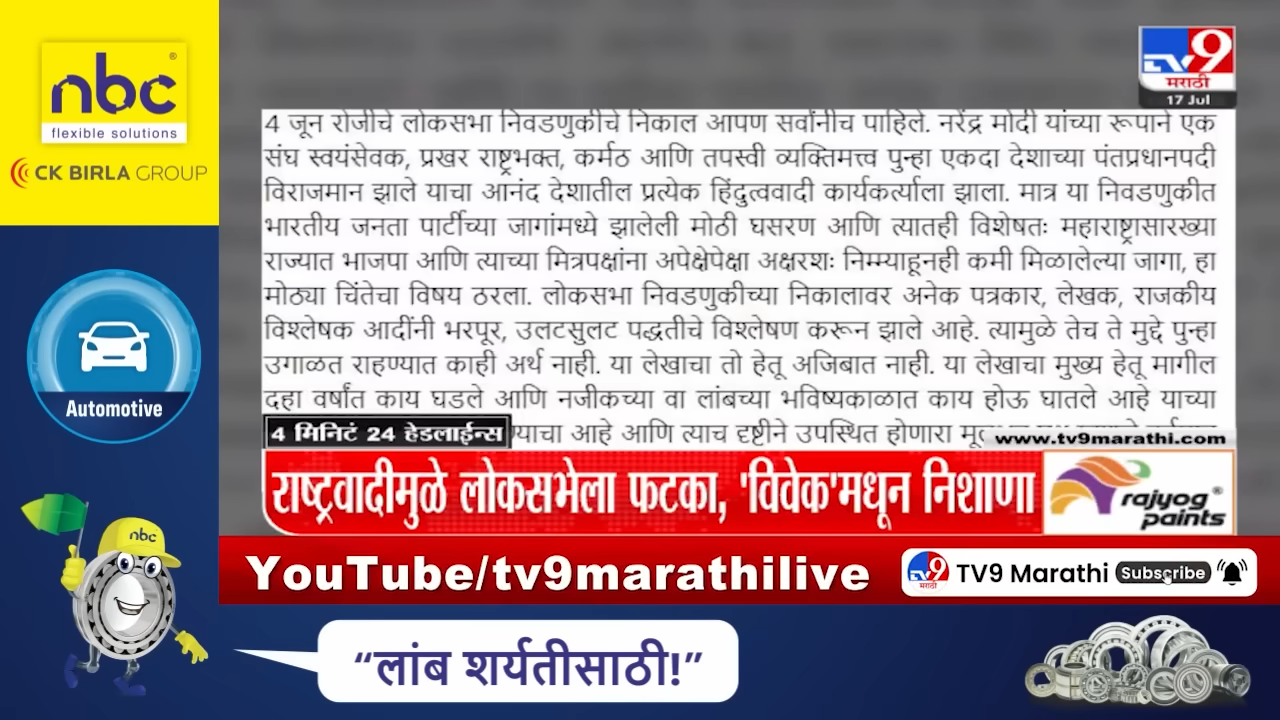 nbc
®
flexible solutions
CK BIRLA GROUP
Automotive
nbc
TV9
मराठी
17 Jul
4 जून रोजीचे लोकसभा निवडणुकीचे निकाल आपण सर्वांनीच पाहिले. नरेंद्र मोदी यांच्या रूपाने एक
संघ स्वयंसेवक, प्रखर राष्ट्रभक्त, कर्मठ आणि तपस्वी व्यक्तिमत्त्व पुन्हा एकदा देशाच्या पंतप्रधानपदी
विराजमान झाले याचा आनंद देशातील प्रत्येक हिंदुत्ववादी कार्यकर्त्याला झाला. मात्र या निवडणुकीत
भारतीय जनता पार्टीच्या जागांमध्ये झालेली मोठी घसरण आणि त्यातही विशेषतः महाराष्ट्रासारख्या
राज्यात भाजपा आणि त्याच्या मित्रपक्षांना अपेक्षेपेक्षा अक्षरशः निम्म्याहूनही कमी मिळालेल्या जागा, हा
मोठ्या चिंतेचा विषय ठरला. लोकसभा निवडणुकीच्या निकालावर अनेक पत्रकार, लेखक, राजकीय
विश्लेषक आदींनी भरपूर, उलटसुलट पद्धतीचे विश्लेषण करून झाले आहे. त्यामुळे तेच ते मुद्दे पुन्हा
उगाळत राहण्यात काही अर्थ नाही. या लेखाचा तो हेतू अजिबात नाही. या लेखाचा मुख्य हेतू मागील
दहा वर्षांत काय घडले आणि नजीकच्या वा लांबच्या भविष्यकाळात काय होऊ घातले आहे याच्या
आहे आणि त्याच दृष्टीने उपस्थित होणारा
4 मिनिटं 24 हेडलाईन्स
www.tv9marathi.com
राष्ट्रवादीमुळे लोकसभेला फटका, 'विवेक'मधून निशाणा
rajyog®
paints
YouTube/tv9marathilive
TV9
मराठी
TV9 Marathi Subscribe
“लांब शर्यतीसाठी!”